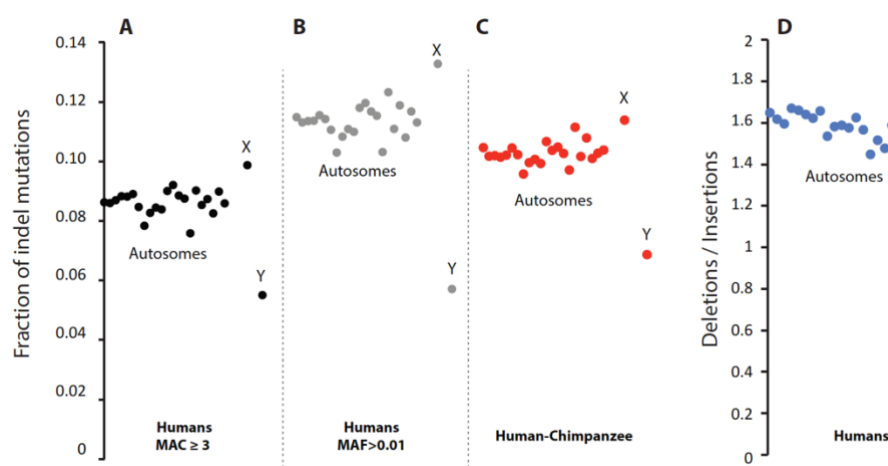 A
B
C
D
Fraction of indel mutations
0.14
0.12
0.10
0.08
0.06
0.04
0.02
0
X
Autosomes
Y
Humans
MAC ≥ 3
X
Autosomes
Y
Humans
MAF>0.01
X
Autosomes
Y
Human-Chimpanzee
Deletions / Insertions
2
1.8
1.6
1.4
1.2
1
0.8
0.6
0.4
0.2
0
Autosomes
Humans